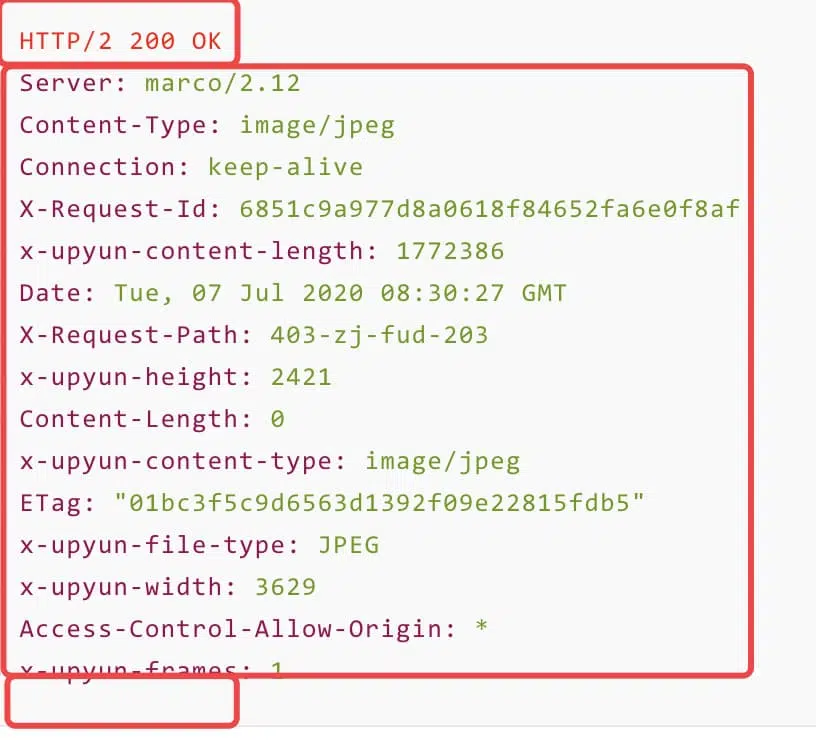 HTTP/2 200 OK
Server: marco/2.12
Content-Type: image/jpeg
Connection: keep-alive
X-Request-Id: 6851c9a977d8a0618f84652fa6e0f8af
x-upyun-content-length: 1772386
Date: Tue, 07 Jul 2020 08:30:27 GMT
X-Request-Path: 403-zj-fud-203
x-upyun-height: 2421
Content-Length: 0
x-upyun-content-type: image/jpeg
ETag: "01bc3f5c9d6563d1392f09e22815fdb5"
x-upyun-file-type: JPEG
x-upyun-width: 3629
Access-Control-Allow-Origin: *
x-upyun-frames: 1